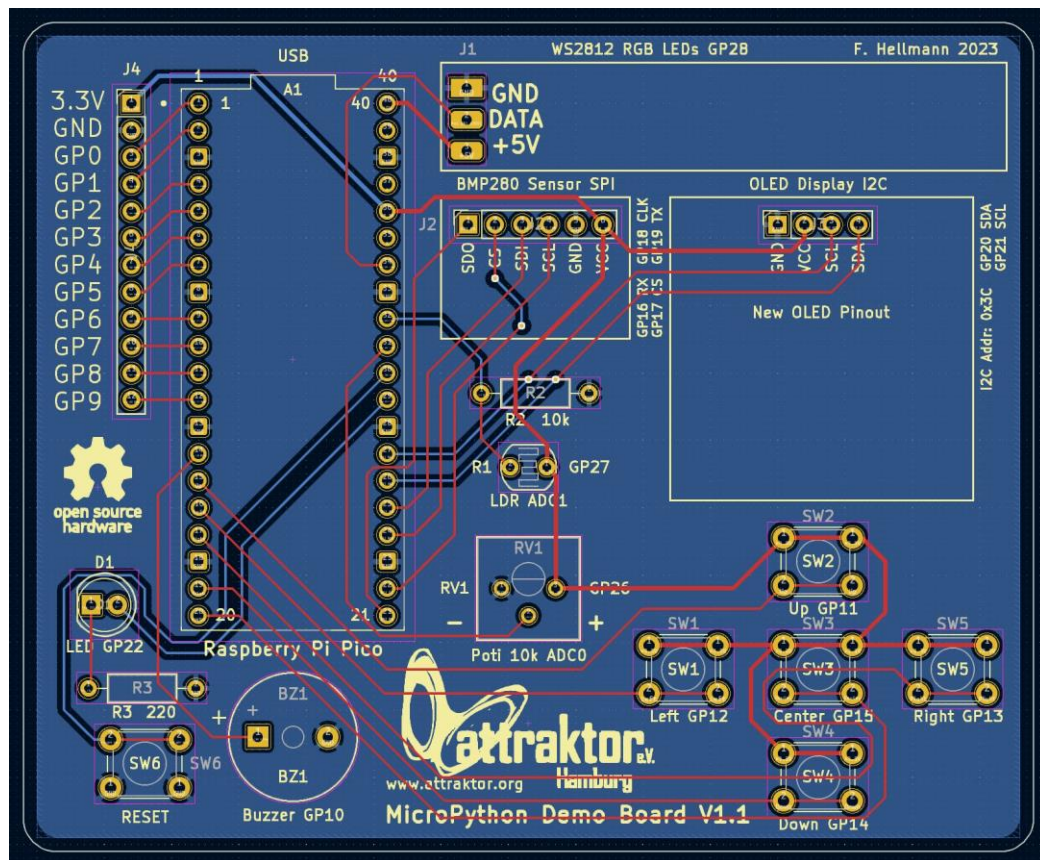 J1
WS2812 RGB LEDs GP28
F. Hellmann 2023
USB
J4
1
40
A1
3.3V
1
40
GND
GND
DATA
GP0
+5V
GP1
BMP280 Sensor SPI
OLED Display I2C
GP2
GP3
J2
SDO
CS
SDI
SCL
GND
VCC
GP18 CLK
GP19 TX
GP16 RX
GP17 CS
GND
VCC
SCL
SDA
GP20 SDA
GP21 SCL
GP4
GP5
GP6
New OLED Pinout
I2C Addr: 0x3C
GP7
GP8
GP9
R2
R2 10k
R1
GP27
LDR ADC1
open source
hardware
SW2
RV1
SW2
D1
RV1
GP26
20
21
Up GP11
LED GP22
Raspberry Pi Pico
-
+
Poti 10k ADC0
SW1
SW3
SW5
SW1
SW3
SW5
R3
R3 220
BZ1
+
+
Left GP12
Center GP15
Right GP13
SW4
attraktor e.V.
Hamburg
www.attraktor.org
SW6
SW6
BZ1
SW4
RESET
Buzzer GP10
MicroPython Demo Board V1.1
Down GP14